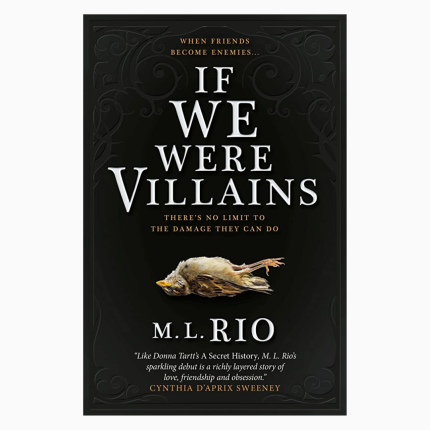 WHEN FRIENDS
BECOME ENEMIES...
IF
WE
WERE
VILLAINS
THERE'S NO LIMIT TO
THE DAMAGE THEY CAN DO
M. L. RIO
"Like Donna Tartt's A Secret History, M. L. Rio's
sparkling debut is a richly layered story of
love, friendship and obsession."
CYNTHIA D'APRIX SWEENEY